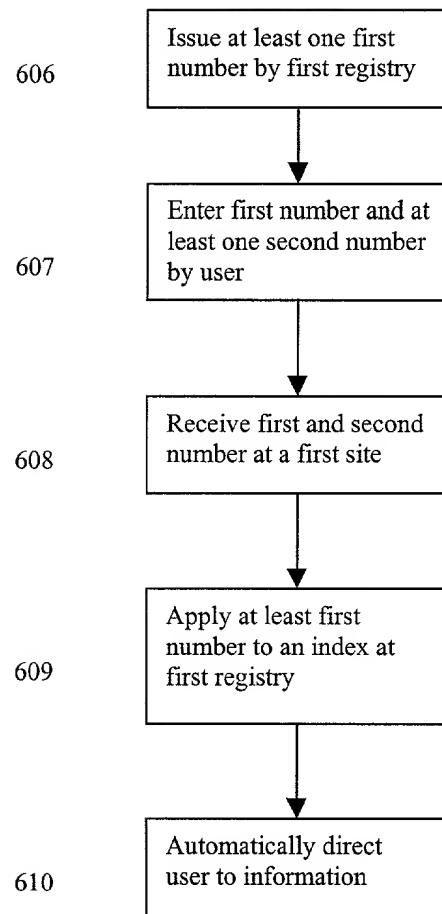 606
Issue at least one first
number by first registry
607
Enter first number and at
least one second number
by user
608
Receive first and second
number at a first site
609
Apply at least first
number to an index at
first registry
610
Automatically direct
user to information